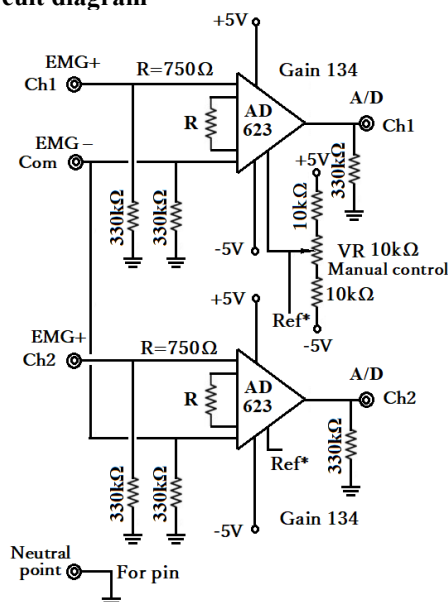 cuit diagram
+5V
EMG+
Ch1
R=750Ω
Gain 134
A/D
Ch1
R
AD
623
EMG−
Com
+5V
330kΩ
330kΩ
10kΩ
330kΩ
-5V
VR 10kΩ
Manual control
10kΩ
Ref*
-5V
+5V
EMG+
Ch2
R=750Ω
A/D
Ch2
R
AD
623
Ref*
330kΩ
330kΩ
330kΩ
-5V
Gain 134
Neutral
point
For pin